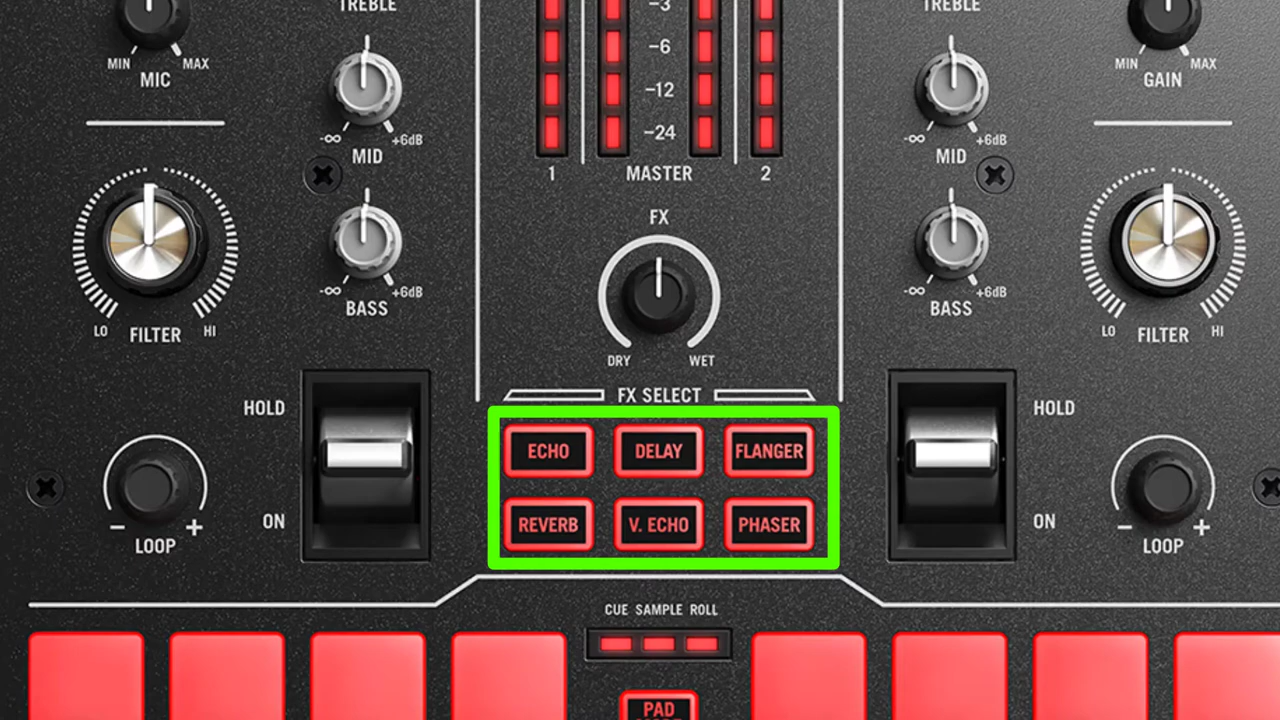 TREBLE
-3
TREBLE
-6
MIN MAX
MIC
MIN MAX
GAIN
-12
-24
-∞ +6dB
MID
-∞ +6dB
MID
1 MASTER 2
FX
-∞ +6dB
BASS
-∞ +6dB
BASS
LO FILTER HI
LO FILTER HI
DRY WET
FX SELECT
HOLD
HOLD
ECHO DELAY FLANGER
REVERB V. ECHO PHASER
ON
ON
− +
LOOP
− +
LOOP
CUE SAMPLE ROLL
PAD